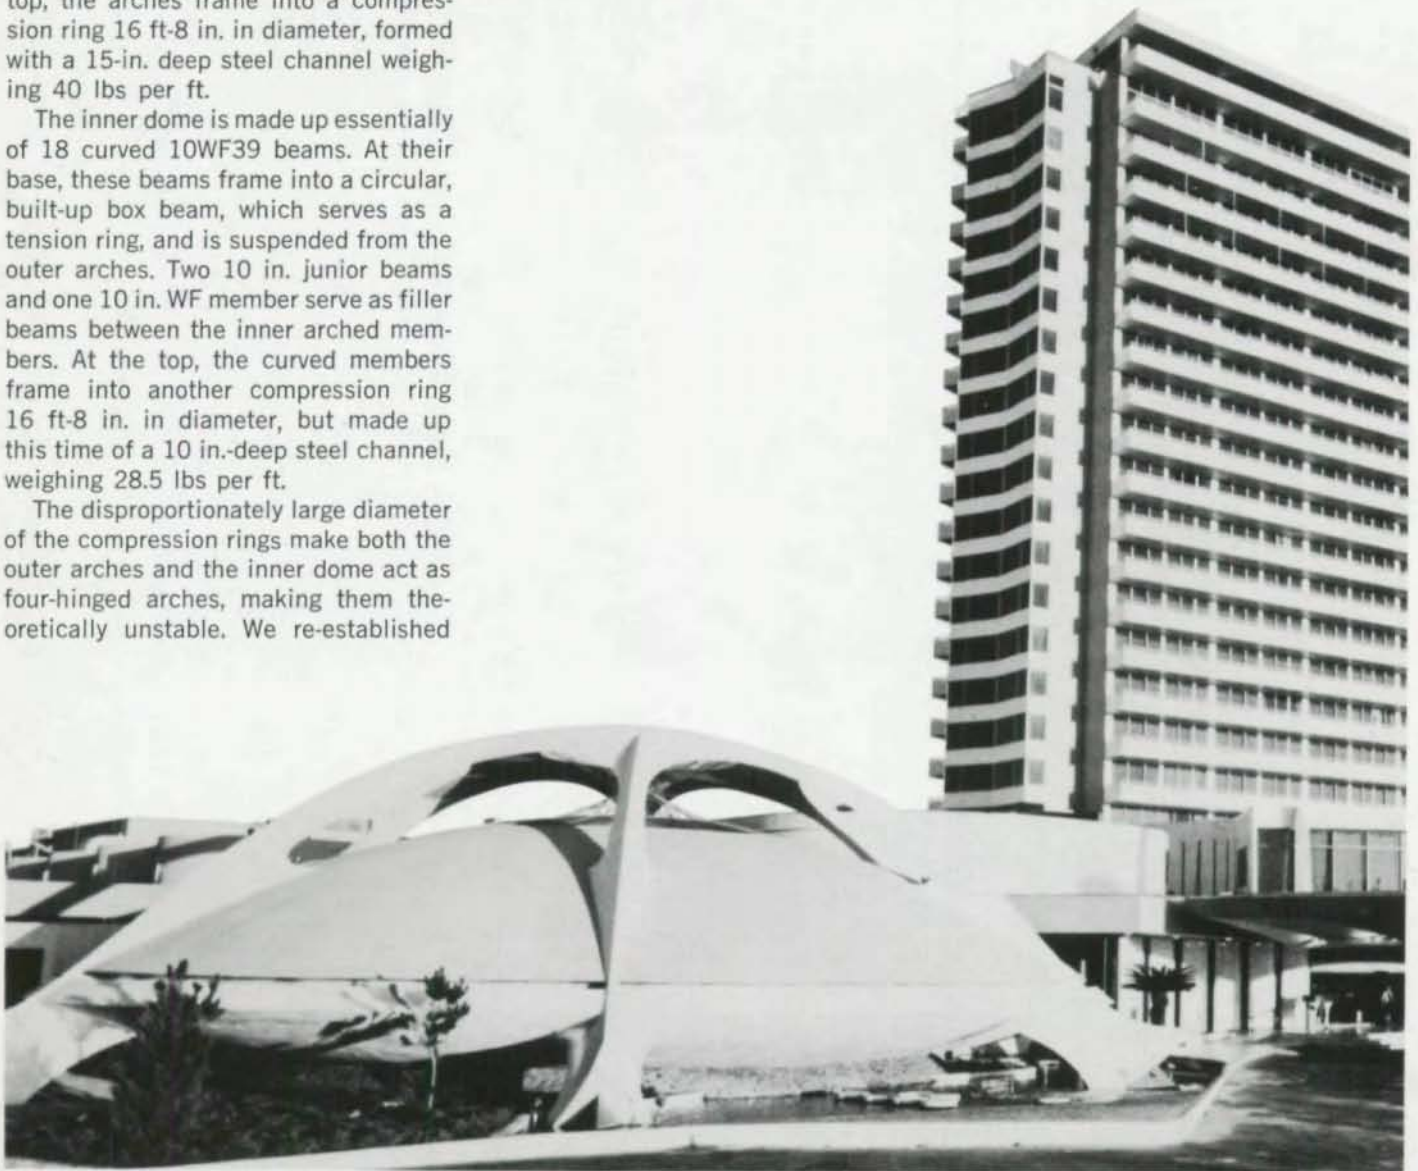 top, the arches frame into a compres-
sion ring 16 ft-8 in. in diameter, formed
with a 15-in. deep steel channel weigh-
ing 40 lbs per ft.
The inner dome is made up essentially
of 18 curved 10WF39 beams. At their
base, these beams frame into a circular,
built-up box beam, which serves as a
tension ring, and is suspended from the
outer arches. Two 10 in. junior beams
and one 10 in. WF member serve as filler
beams between the inner arched mem-
bers. At the top, the curved members
frame into another compression ring
16 ft-8 in. in diameter, but made up
this time of a 10 in.-deep steel channel,
weighing 28.5 lbs per ft.
The disproportionately large diameter
of the compression rings make both the
outer arches and the inner dome act as
four-hinged arches, making them the-
oretically unstable. We re-established